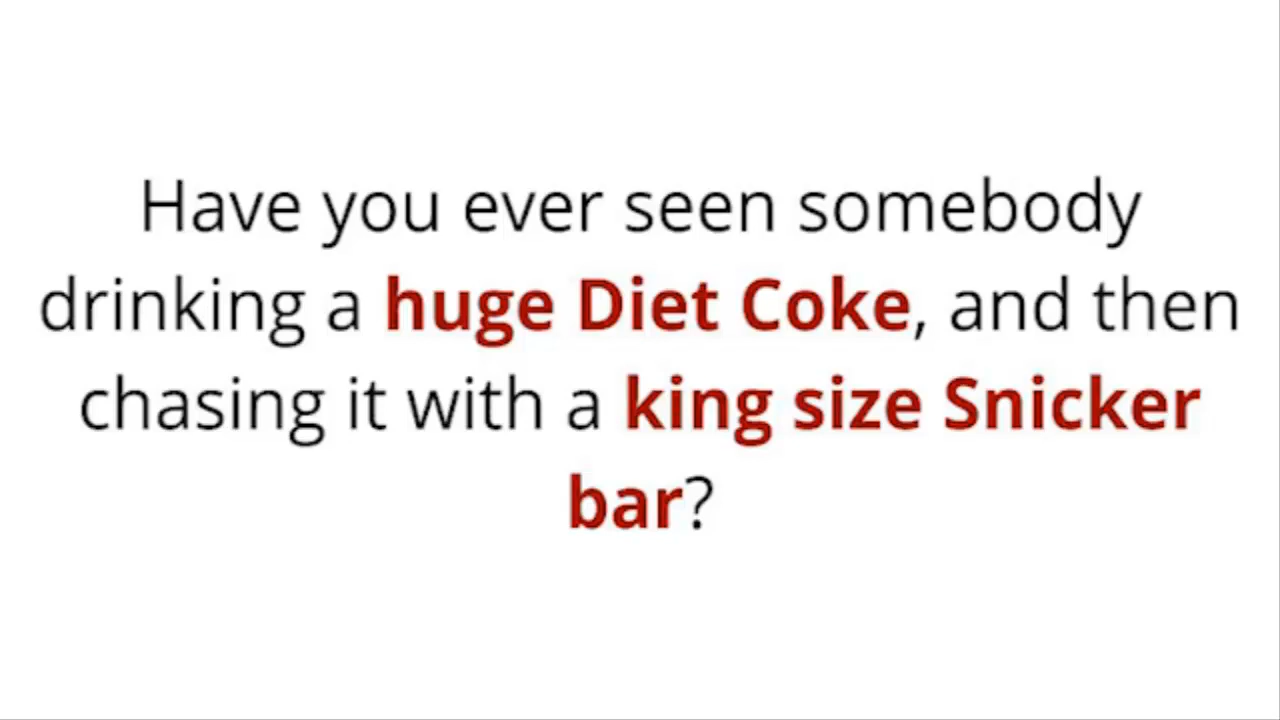 Have you ever seen somebody
drinking a huge Diet Coke, and then
chasing it with a king size Snicker
bar?